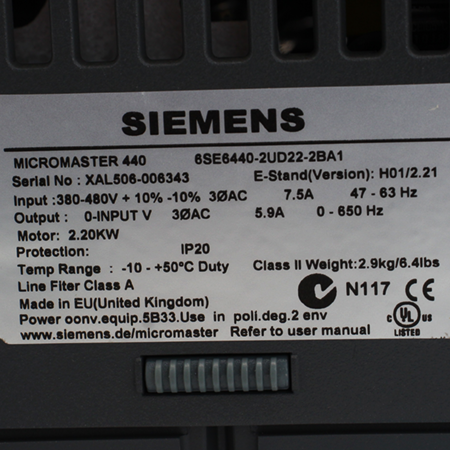 SIEMENS
MICROMASTER 440 6SE6440-2UD22-2BA1
Serial No : XAL506-006343 E-Stand(Version): H01/2.21
Input :380-480V + 10% -10% 3ØAC 7.5A 47 - 63 Hz
Output : 0-INPUT V 3ØAC 5.9A 0 - 650 Hz
Motor: 2.20KW
Protection: IP20
Temp Range : -10 - +50°C Duty Class II Weight:2.9kg/6.4lbs
Line Flter Class A
Made in EU(United Kingdom) N117 CE
Power oonv.equip.5B33.Use in poli.deg.2 env c UL us
www.siemens.de/micromaster Refer to user manual LISTED